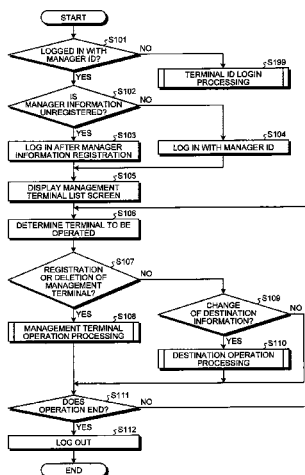 START
S101
LOGGED IN WITH
MANAGER ID?
NO
YES
S199
TERMINAL ID LOGIN
PROCESSING
S102
IS
MANAGER INFORMATION
UNREGISTERED?
NO
YES
S103
LOG IN AFTER MANAGER
INFORMATION REGISTRATION
S104
LOG IN WITH MANAGER ID
S105
DISPLAY MANAGEMENT
TERMINAL LIST SCREEN
S106
DETERMINE TERMINAL TO BE
OPERATED
S107
REGISTRATION
OR DELETION OF
MANAGEMENT
TERMINAL?
NO
YES
S108
MANAGEMENT TERMINAL
OPERATION PROCESSING
S109
CHANGE
OF DESTINATION
INFORMATION?
NO
YES
S110
DESTINATION OPERATION
PROCESSING
S111
DOES
OPERATION END?
NO
YES
S112
LOG OUT
END